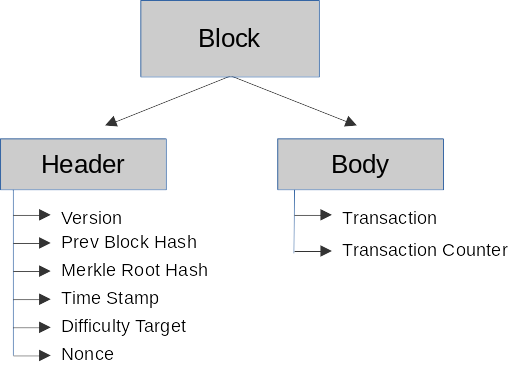 Block
Header
Body
Version
Prev Block Hash
Merkle Root Hash
Time Stamp
Difficulty Target
Nonce
Transaction
Transaction Counter